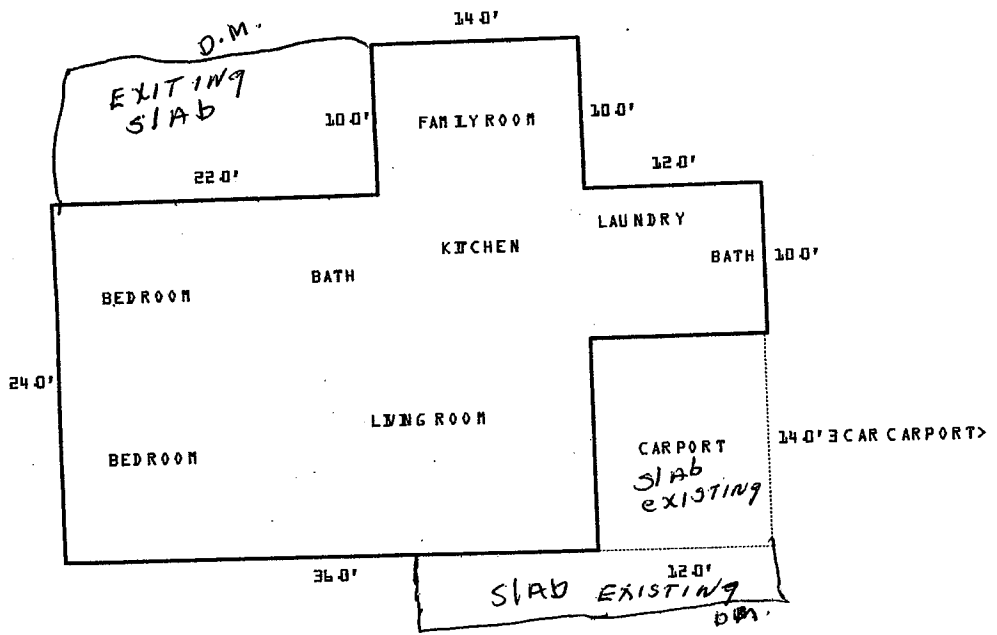 14.0'
D.M.
EXITING
SlAb
10.0'
FAMILY ROOM
10.0'
22.0'
12.0'
LAUNDRY
KITCHEN
BATH
10.0'
BATH
BEDROOM
24.0'
LIVING ROOM
14.0' 3 CAR CARPORT>
CARPORT
BEDROOM
SlAb
eXISTING
36.0'
12.0'
SlAb EXISTING
DM.